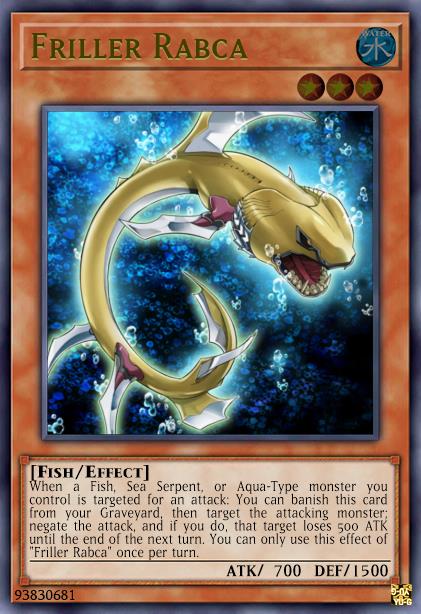 Friller Rabca
WATER
水
[Fish/Effect]
When a Fish, Sea Serpent, or Aqua-Type monster you
control is targeted for an attack: You can banish this card
from your Graveyard, then target the attacking monster;
negate the attack, and if you do, that target loses 500 ATK
until the end of the next turn. You can only use this effect of
"Friller Rabca" once per turn.
ATK/ 700 DEF/1500
93830681